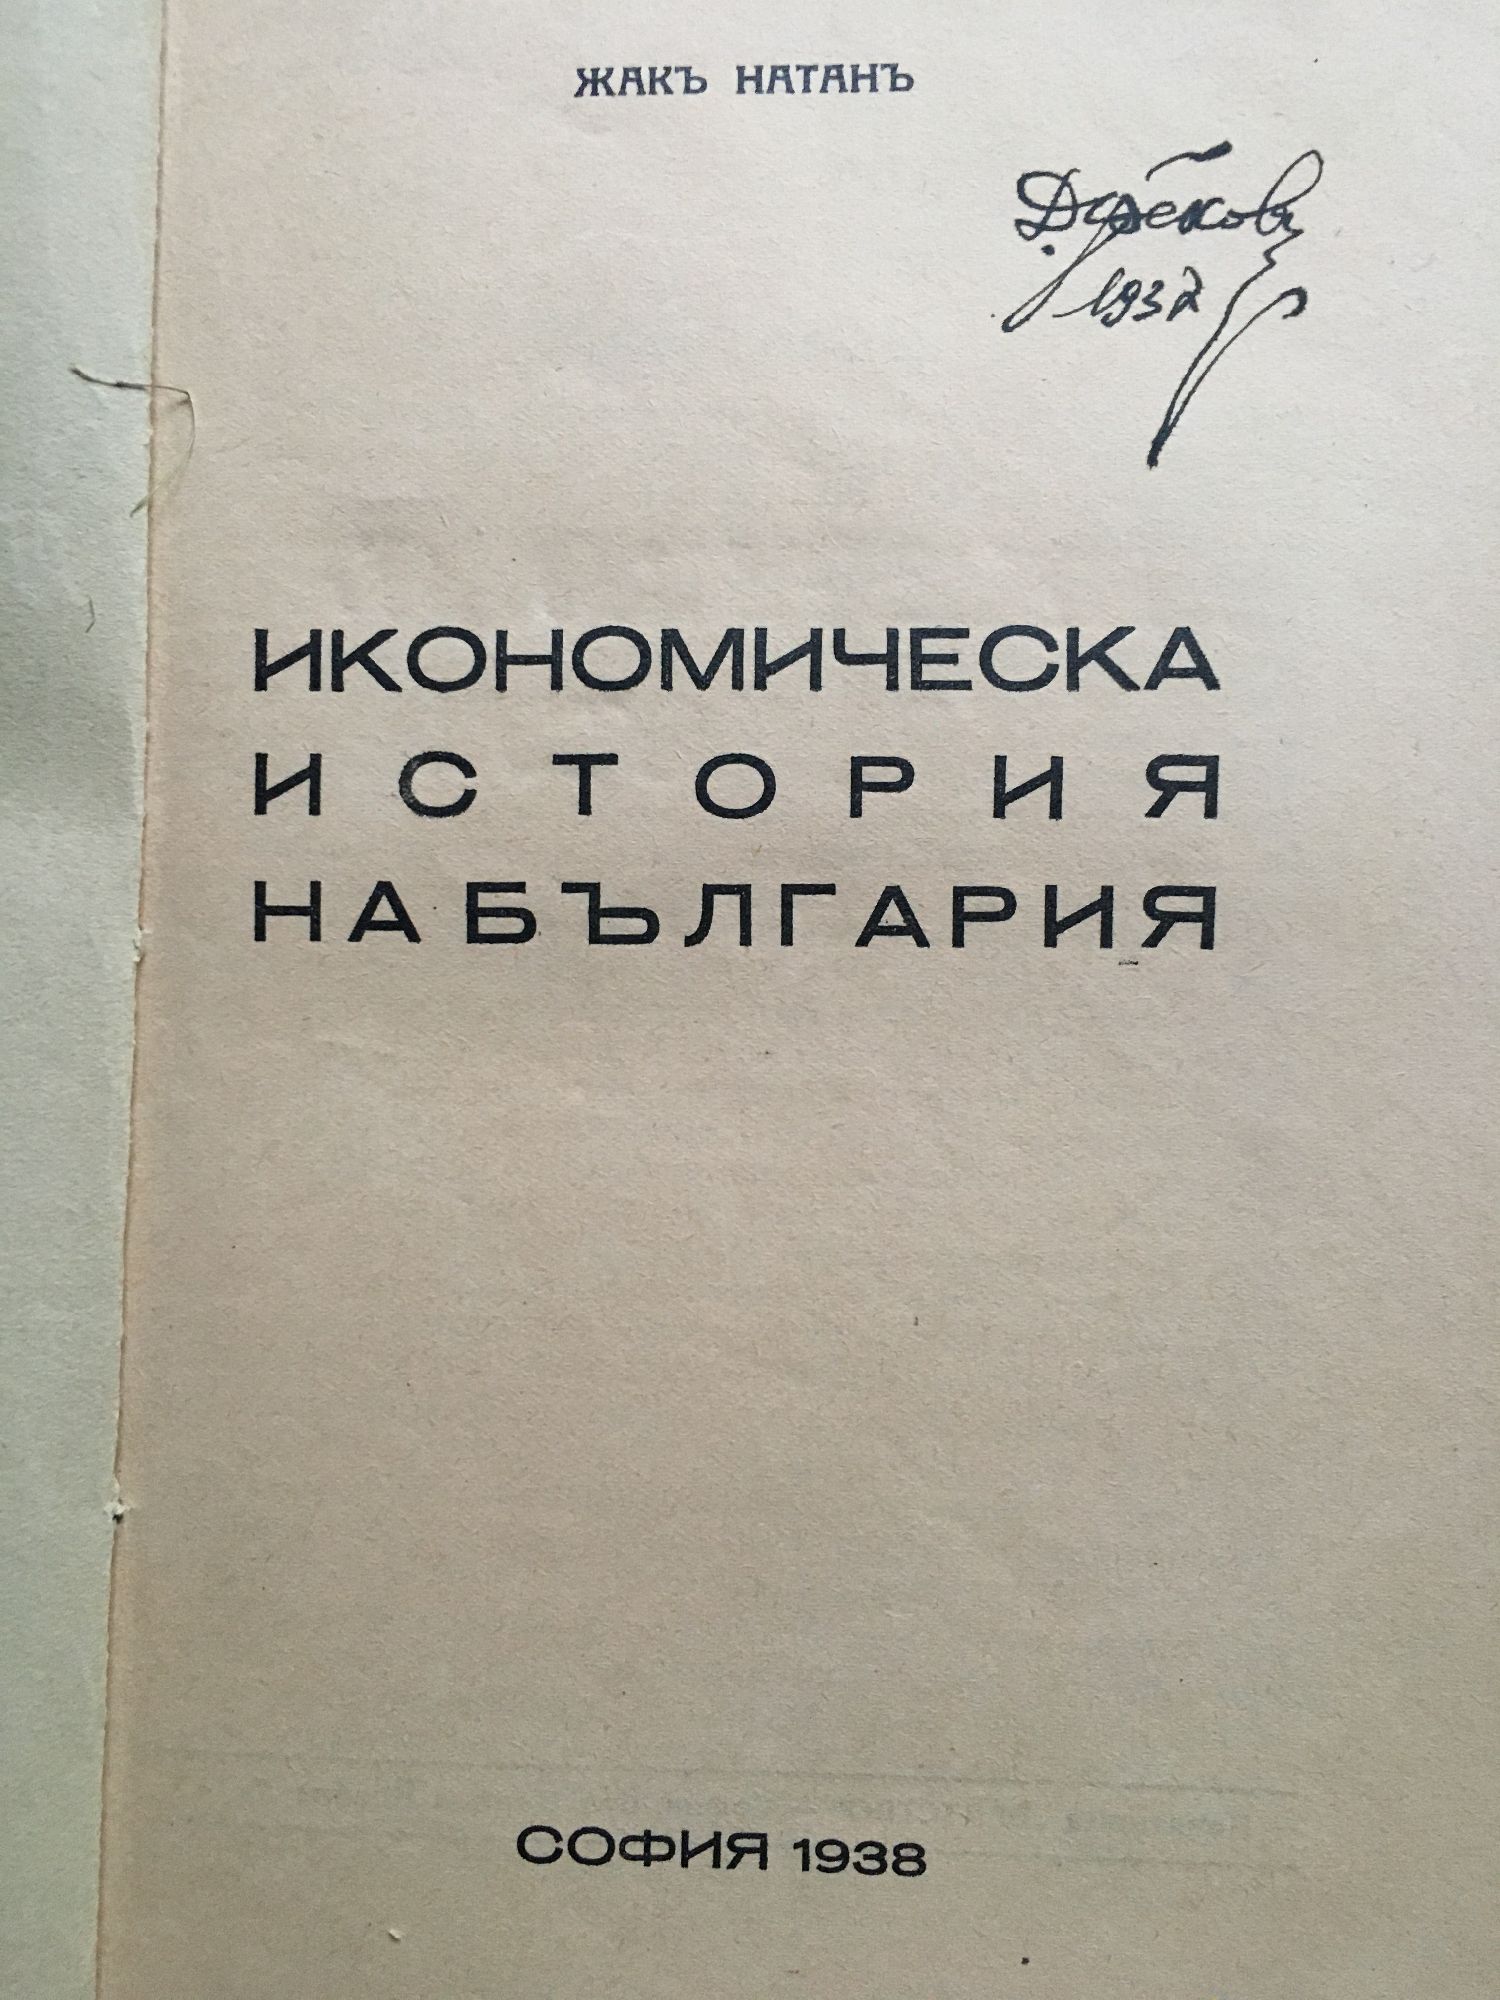 ЖАКЪ НАТАНЪ
1937
ИКОНОМИЧЕСКА
ИСТОРИЯ
НА БЪЛГАРИЯ
СОФИЯ 1938